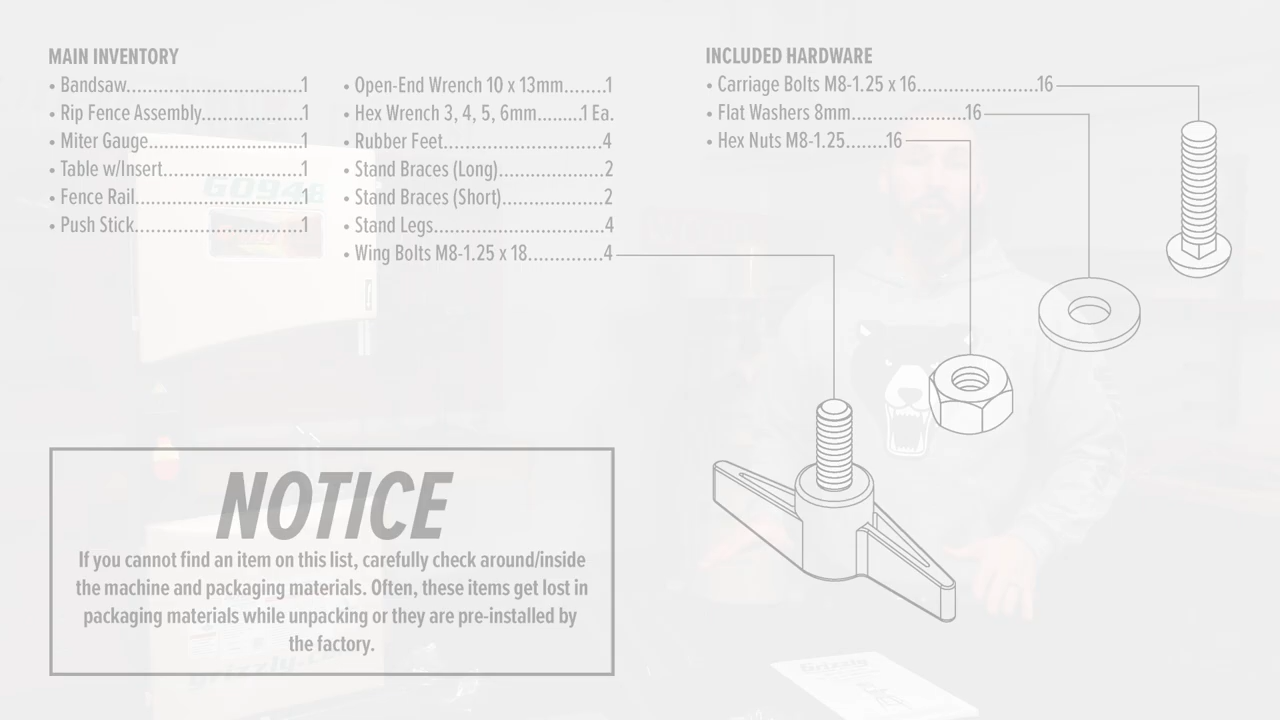 MAIN INVENTORY
• Bandsaw..............................1
• Rip Fence Assembly.................1
• Miter Gauge..........................1
• Table w/Insert........................1
• Fence Rail.............................1
• Push Stick.............................1
• Open-End Wrench 10 x 13mm........1
• Hex Wrench 3, 4, 5, 6mm........1 Ea.
• Rubber Feet............................4
• Stand Braces (Long)..................2
• Stand Braces (Short).................2
• Stand Legs.............................4
• Wing Bolts M8-1.25 x 18.............4
INCLUDED HARDWARE
• Carriage Bolts M8-1.25 x 16.....................16
• Flat Washers 8mm....................16
• Hex Nuts M8-1.25........16
G0948
NOTICE
If you cannot find an item on this list, carefully check around/inside
the machine and packaging materials. Often, these items get lost in
packaging materials while unpacking or they are pre-installed by
the factory.
Grizzly
Grizzly